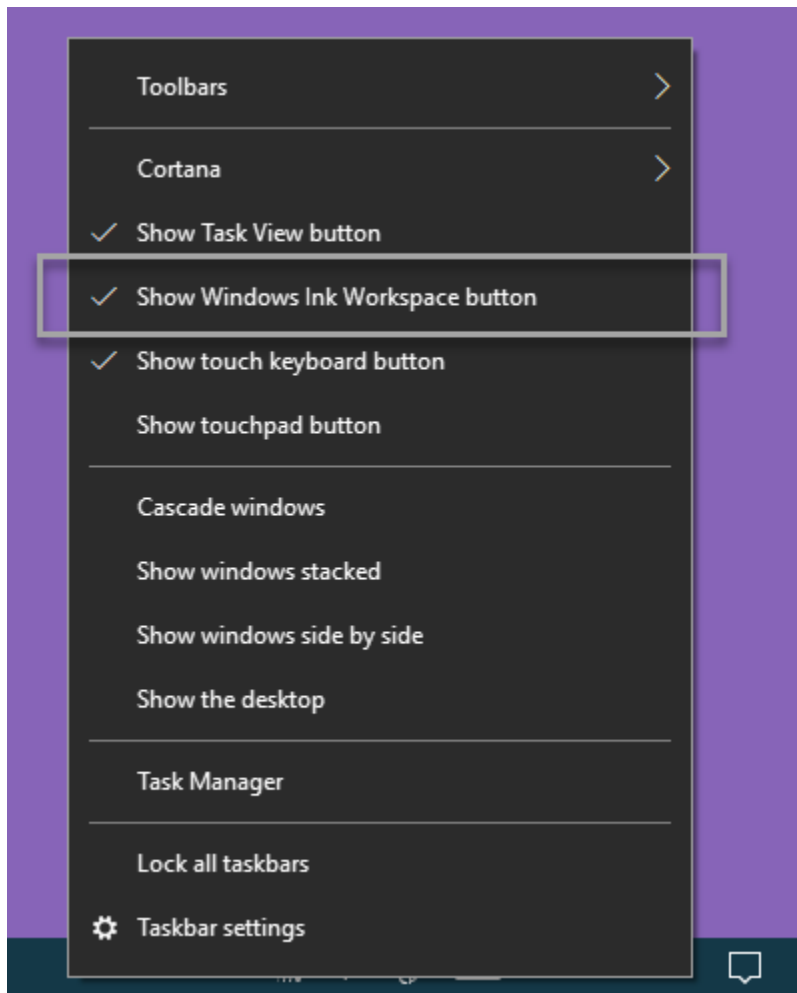 Toolbars
Cortana
Show Task View button
Show Windows Ink Workspace button
Show touch keyboard button
Show touchpad button
Cascade windows
Show windows stacked
Show windows side by side
Show the desktop
Task Manager
Lock all taskbars
Taskbar settings